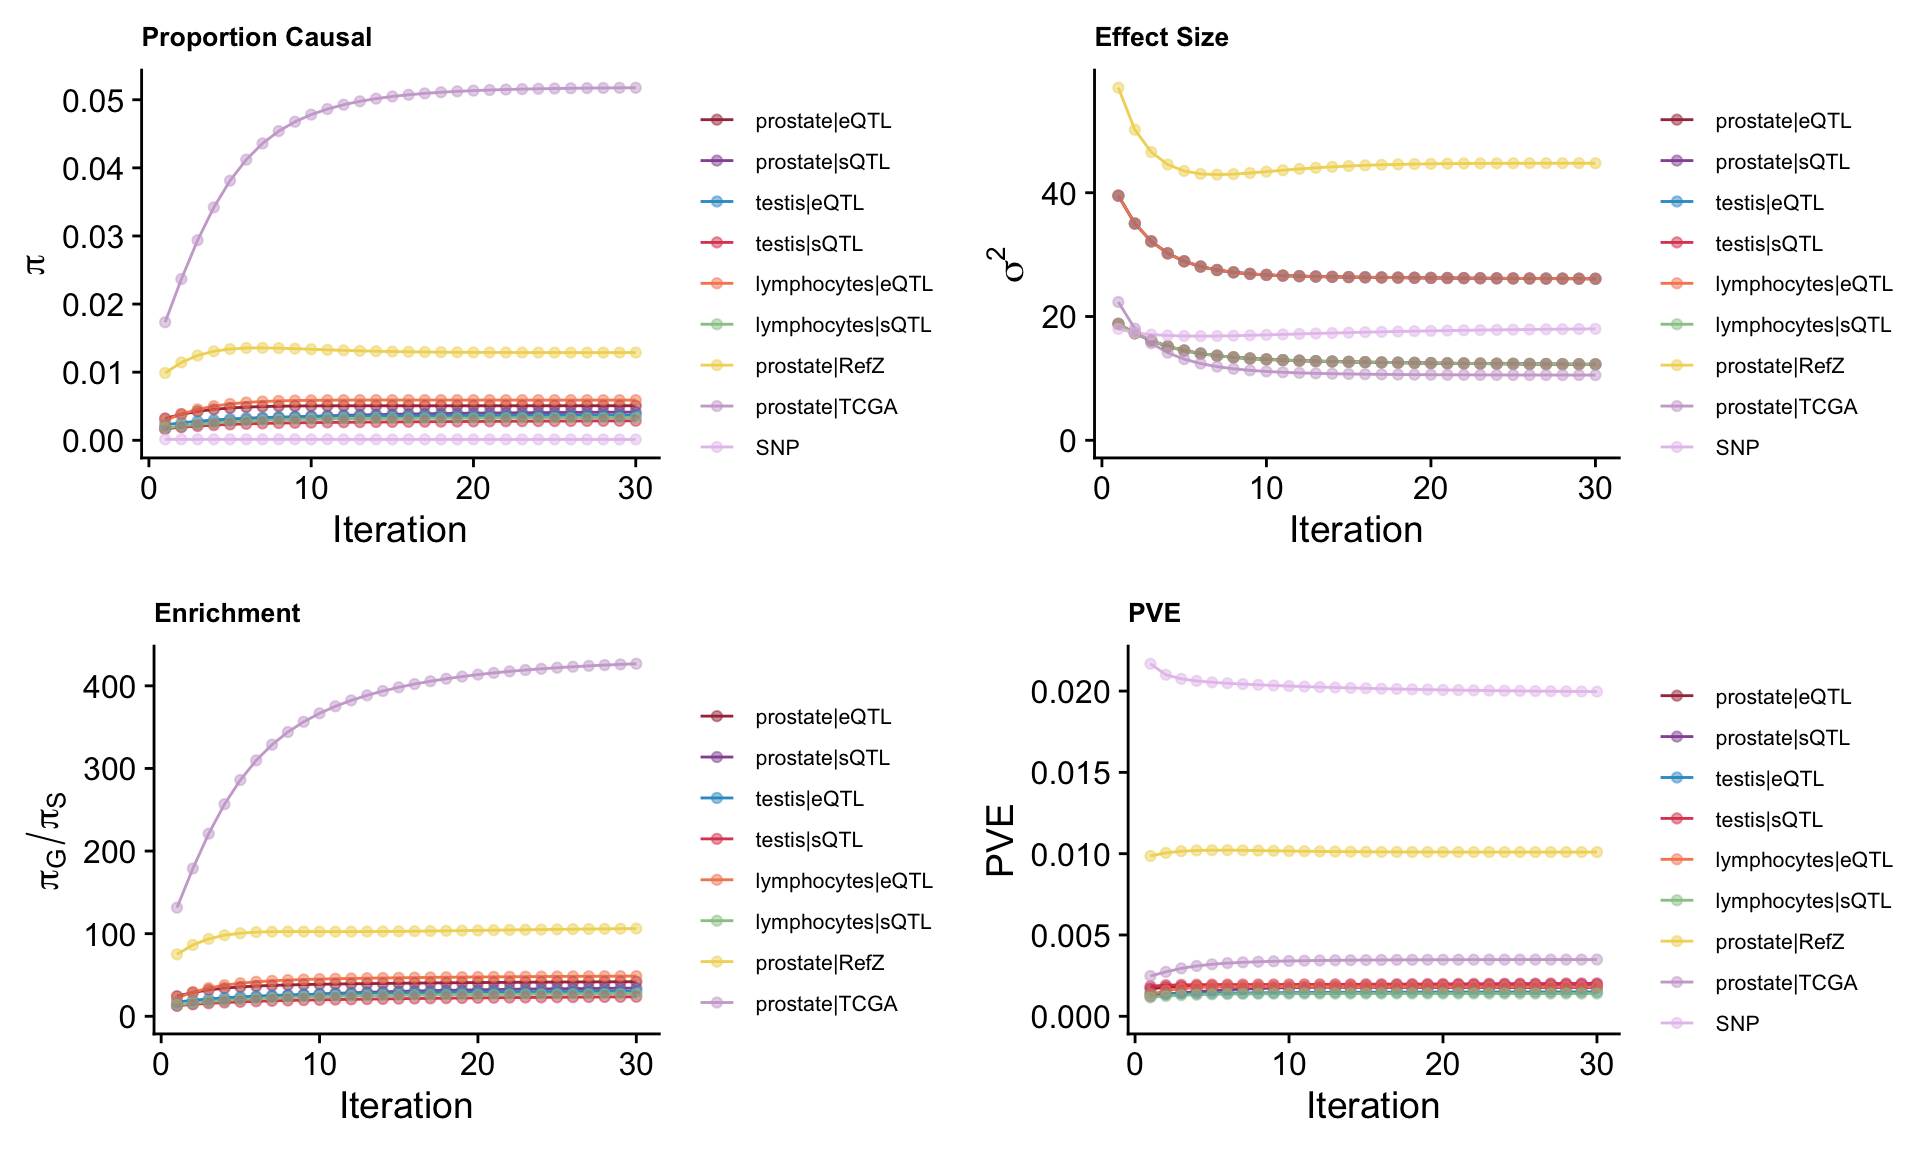 Proportion Causal
π
0.05
0.04
0.03
0.02
0.01
0.00
0 10 20 30
Iteration
prostate|eQTL
prostate|sQTL
testis|eQTL
testis|sQTL
lymphocytes|eQTL
lymphocytes|sQTL
prostate|RefZ
prostate|TCGA
SNP
Effect Size
σ²
40
20
0
0 10 20 30
Iteration
prostate|eQTL
prostate|sQTL
testis|eQTL
testis|sQTL
lymphocytes|eQTL
lymphocytes|sQTL
prostate|RefZ
prostate|TCGA
SNP
Enrichment
πG/πS
400
300
200
100
0
0 10 20 30
Iteration
prostate|eQTL
prostate|sQTL
testis|eQTL
testis|sQTL
lymphocytes|eQTL
lymphocytes|sQTL
prostate|RefZ
prostate|TCGA
PVE
PVE
0.020
0.015
0.010
0.005
0.000
0 10 20 30
Iteration
prostate|eQTL
prostate|sQTL
testis|eQTL
testis|sQTL
lymphocytes|eQTL
lymphocytes|sQTL
prostate|RefZ
prostate|TCGA
SNP